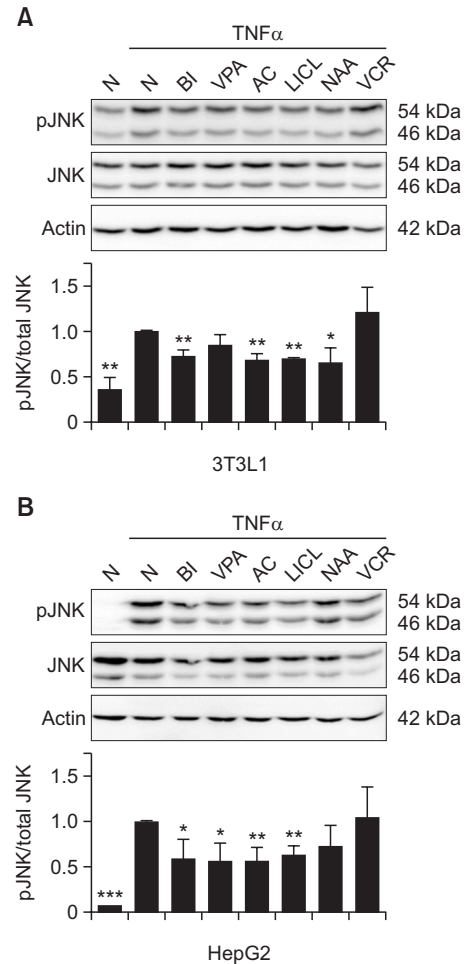 A
TNFα
N N BI VPA AC LICL NAA VCR
pJNK 54 kDa
46 kDa
JNK 54 kDa
46 kDa
Actin 42 kDa
pJNK/total JNK
1.5
1.0
0.5
0
** ** ** ** *
3T3L1
B
TNFα
N N BI VPA AC LICL NAA VCR
pJNK 54 kDa
46 kDa
JNK 54 kDa
46 kDa
Actin 42 kDa
pJNK/total JNK
1.5
1.0
0.5
0
*** * * ** **
HepG2